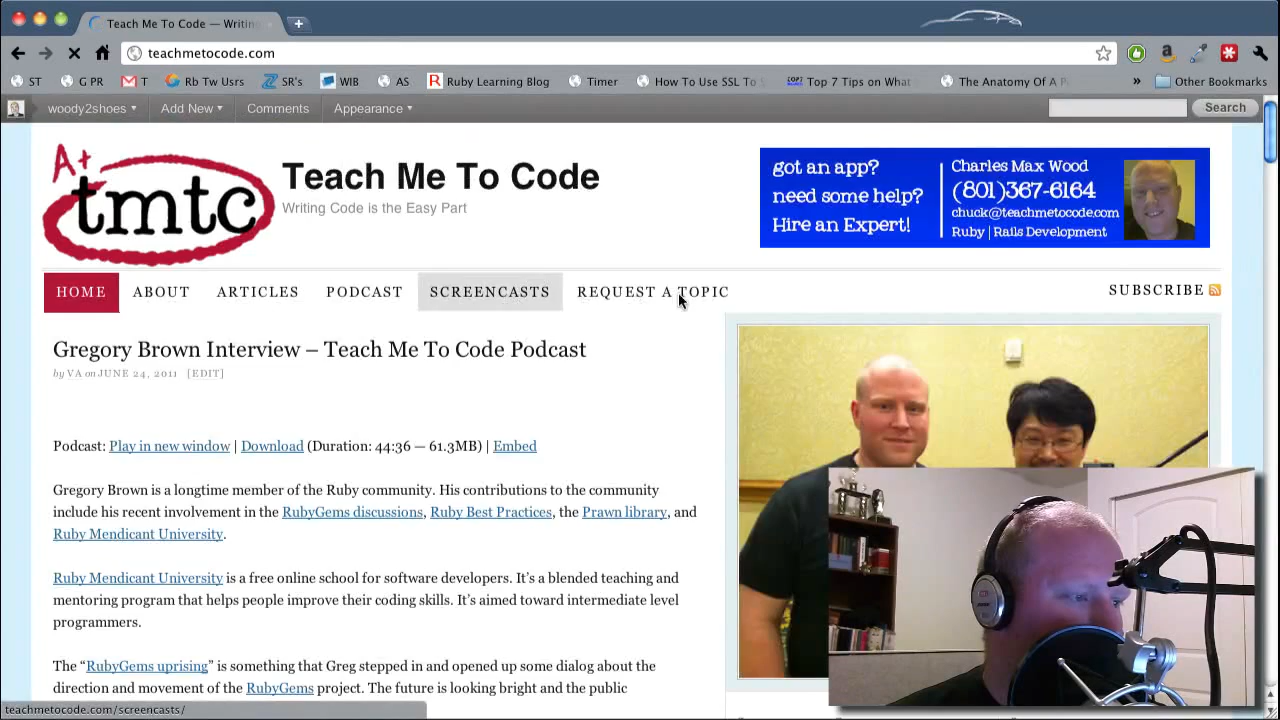 Teach Me To Code — Writing
teachmetocode.com
ST G PR T Rb Tw Usrs SR's WIB AS Ruby Learning Blog Timer How To Use SSL To Top 7 Tips on What The Anatomy Of A » Other Bookmarks
woody2shoes Add New Comments Appearance Search
A+
tmtc
Teach Me To Code
Writing Code is the Easy Part
got an app?
need some help?
Hire an Expert!
Charles Max Wood
(801)367-6164
chuck@teachmetocode.com
Ruby | Rails Development
HOME ABOUT ARTICLES PODCAST SCREENCASTS REQUEST A TOPIC SUBSCRIBE
Gregory Brown Interview – Teach Me To Code Podcast
by VA on JUNE 24, 2011 [EDIT]
Podcast: Play in new window | Download (Duration: 44:36 — 61.3MB) | Embed
Gregory Brown is a longtime member of the Ruby community. His contributions to the community
include his recent involvement in the RubyGems discussions, Ruby Best Practices, the Prawn library, and
Ruby Mendicant University.
Ruby Mendicant University is a free online school for software developers. It's a blended teaching and
mentoring program that helps people improve their coding skills. It's aimed toward intermediate level
programmers.
The “RubyGems uprising” is something that Greg stepped in and opened up some dialog about the
direction and movement of the RubyGems project. The future is looking bright and the public
teachmetocode.com/screencasts/